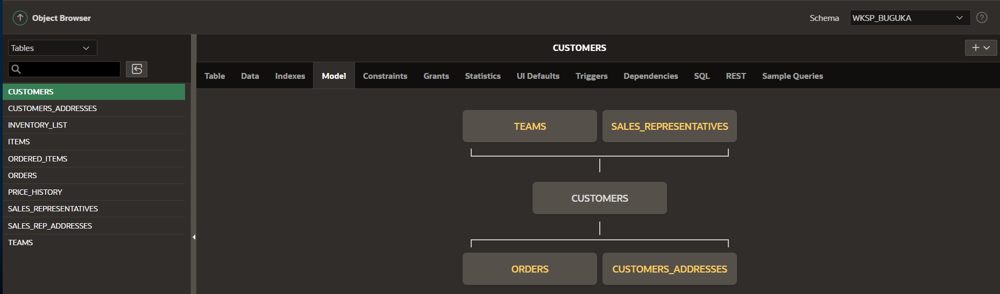 Object Browser
Schema
WKSP_BUGUKA
Tables
CUSTOMERS
CUSTOMERS_ADDRESSES
INVENTORY_LIST
ITEMS
ORDERED_ITEMS
ORDERS
PRICE_HISTORY
SALES_REPRESENTATIVES
SALES_REP_ADDRESSES
TEAMS
CUSTOMERS
Table Data Indexes Model Constraints Grants Statistics UI Defaults Triggers Dependencies SQL REST Sample Queries
TEAMS
SALES_REPRESENTATIVES
CUSTOMERS
ORDERS
CUSTOMERS_ADDRESSES